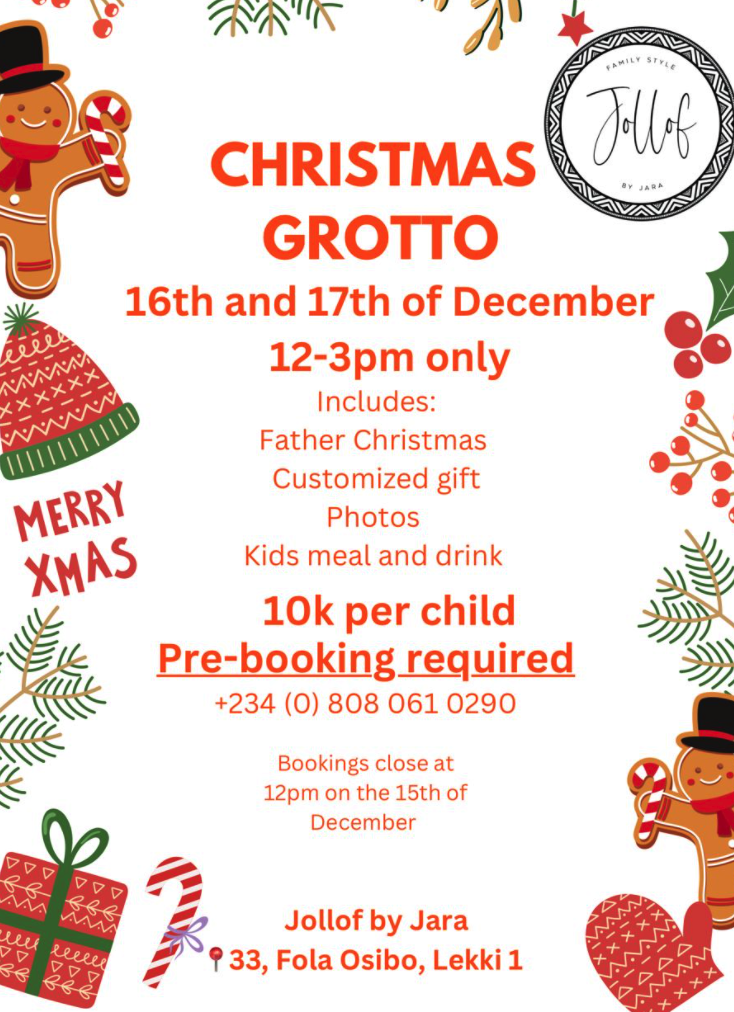 FAMILY STYLE
Jollof
BY JARA
CHRISTMAS
GROTTO
16th and 17th of December
12-3pm only
Includes:
Father Christmas
Customized gift
Photos
Kids meal and drink
MERRY
XMAS
10k per child
Pre-booking required
+234 (0) 808 061 0290
Bookings close at
12pm on the 15th of
December
Jollof by Jara
33, Fola Osibo, Lekki 1